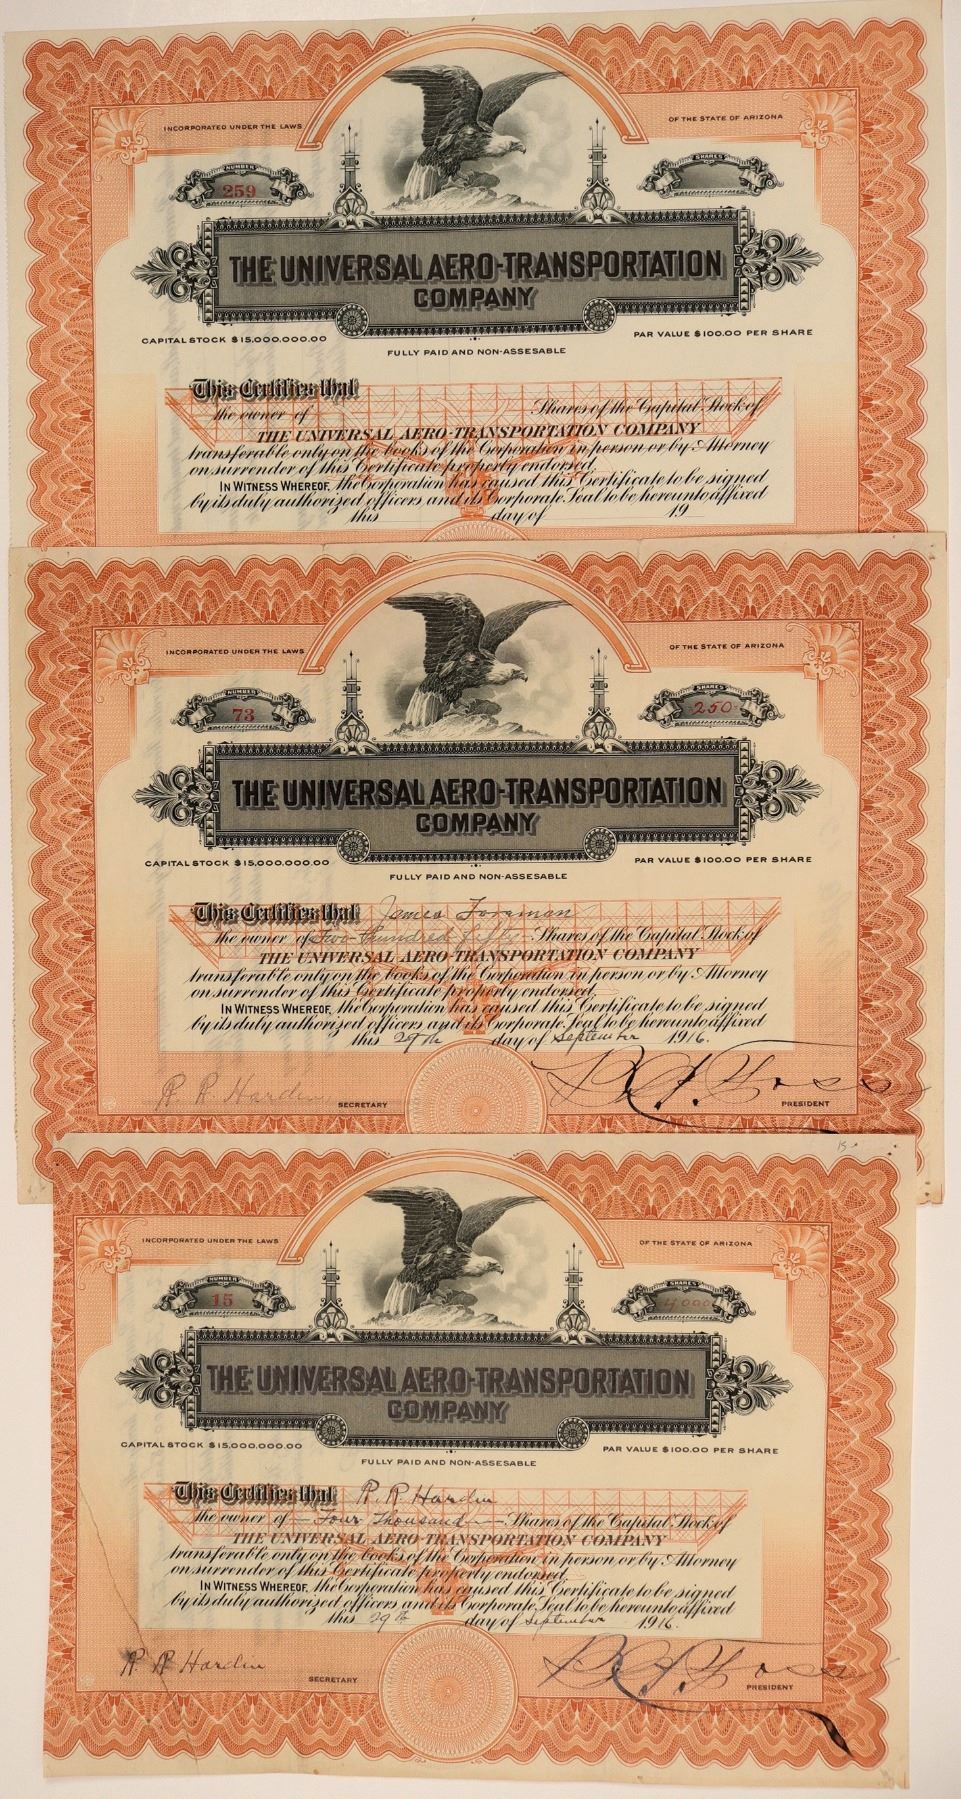 INCORPORATED UNDER THE LAWS
OF THE STATE OF ARIZONA
NUMBER
259
SHARES
THE UNIVERSAL AERO-TRANSPORTATION
COMPANY
CAPITAL STOCK $15,000,000.00
PAR VALUE $100.00 PER SHARE
FULLY PAID AND NON-ASSESABLE
This Certifies that
the owner of Shares of the Capital Stock of
THE UNIVERSAL AERO-TRANSPORTATION COMPANY
transferable only on the books of the Corporation in person or by Attorney
on surrender of this Certificate properly endorsed.
IN WITNESS WHEREOF, the Corporation has caused this Certificate to be signed
by its duly authorized officers and its Corporate Seal to be hereunto affixed
this day of 19
INCORPORATED UNDER THE LAWS
OF THE STATE OF ARIZONA
NUMBER
73
SHARES
-250-
THE UNIVERSAL AERO-TRANSPORTATION
COMPANY
CAPITAL STOCK $15,000,000.00
PAR VALUE $100.00 PER SHARE
FULLY PAID AND NON-ASSESABLE
This Certifies that James Foreman
the owner of Two Hundred fifty Shares of the Capital Stock of
THE UNIVERSAL AERO-TRANSPORTATION COMPANY
transferable only on the books of the Corporation in person or by Attorney
on surrender of this Certificate properly endorsed.
IN WITNESS WHEREOF, the Corporation has caused this Certificate to be signed
by its duly authorized officers and its Corporate Seal to be hereunto affixed
this 29th day of September 1916.
R R Hardin
SECRETARY
PRESIDENT
INCORPORATED UNDER THE LAWS
OF THE STATE OF ARIZONA
NUMBER
15
SHARES
4000
THE UNIVERSAL AERO-TRANSPORTATION
COMPANY
CAPITAL STOCK $15,000,000.00
PAR VALUE $100.00 PER SHARE
FULLY PAID AND NON-ASSESABLE
This Certifies that R. R Hardin
the owner of — Four Thousand — Shares of the Capital Stock of
THE UNIVERSAL AERO-TRANSPORTATION COMPANY
transferable only on the books of the Corporation in person or by Attorney
on surrender of this Certificate properly endorsed.
IN WITNESS WHEREOF, the Corporation has caused this Certificate to be signed
by its duly authorized officers and its Corporate Seal to be hereunto affixed
this 29th day of September 1916.
R R Hardin
SECRETARY
PRESIDENT